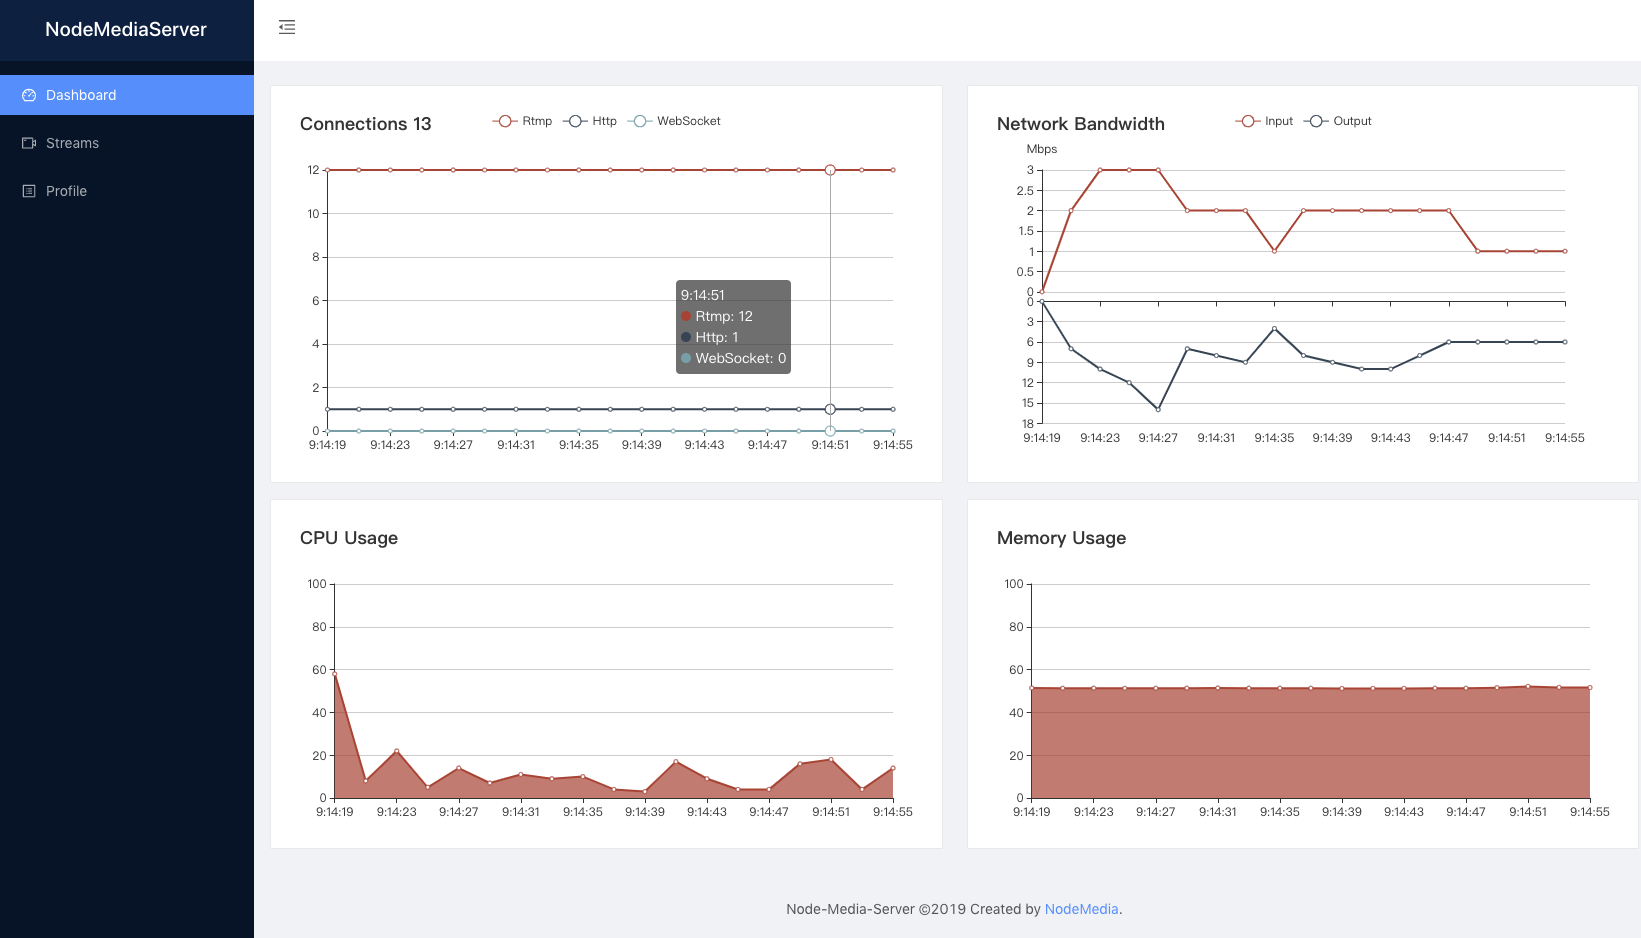 NodeMediaServer
Dashboard
Streams
Profile
Connections 13
Rtmp Http WebSocket
12
10
8
6
4
2
0
9:14:19 9:14:23 9:14:27 9:14:31 9:14:35 9:14:39 9:14:43 9:14:47 9:14:51 9:14:55
9:14:51
Rtmp: 12
Http: 1
WebSocket: 0
Network Bandwidth
Input Output
Mbps
3
2.5
2
1.5
1
0.5
0
0
3
6
9
12
15
18
9:14:19 9:14:23 9:14:27 9:14:31 9:14:35 9:14:39 9:14:43 9:14:47 9:14:51 9:14:55
CPU Usage
100
80
60
40
20
0
9:14:19 9:14:23 9:14:27 9:14:31 9:14:35 9:14:39 9:14:43 9:14:47 9:14:51 9:14:55
Memory Usage
100
80
60
40
20
0
9:14:19 9:14:23 9:14:27 9:14:31 9:14:35 9:14:39 9:14:43 9:14:47 9:14:51 9:14:55
Node-Media-Server ©2019 Created by NodeMedia.